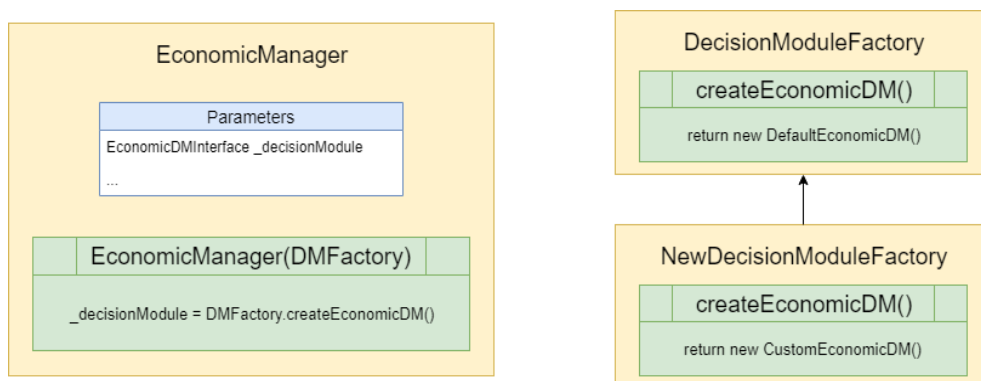 EconomicManager
Parameters
EconomicDMInterface _decisionModule
...
EconomicManager(DMFactory)
_decisionModule = DMFactory.createEconomicDM()
DecisionModuleFactory
createEconomicDM()
return new DefaultEconomicDM()
NewDecisionModuleFactory
createEconomicDM()
return new CustomEconomicDM()